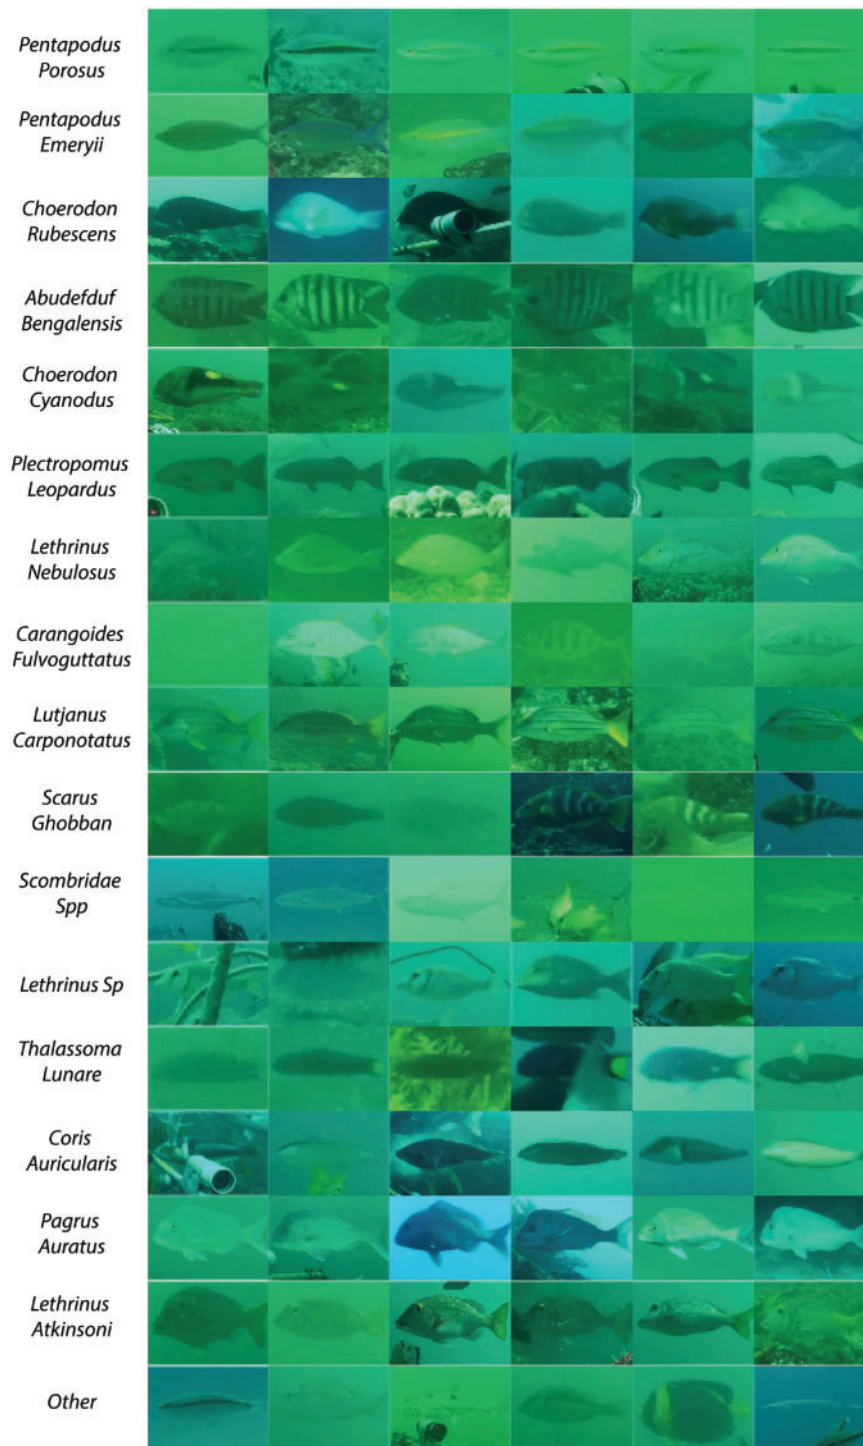 Pentapodus
Porosus
Pentapodus
Emeryii
Choerodon
Rubescens
Abudefduf
Bengalensis
Choerodon
Cyanodus
Plectropomus
Leopardus
Lethrinus
Nebulosus
Carangoides
Fulvoguttatus
Lutjanus
Carponotatus
Scarus
Ghobban
Scombridae
Spp
Lethrinus Sp
Thalassoma
Lunare
Coris
Auricularis
Pagrus
Auratus
Lethrinus
Atkinsoni
Other